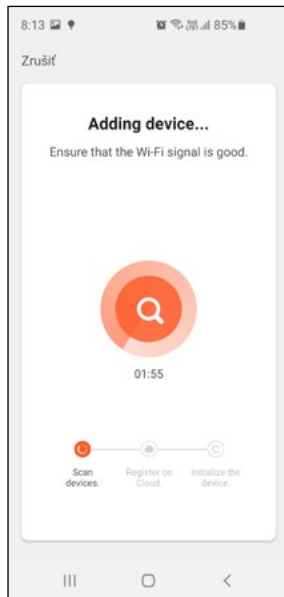 8:13 85%
Zrušiť
Adding device...
Ensure that the Wi-Fi signal is good.
01:55
Scan devices.
Register on Cloud.
Initialize the device.